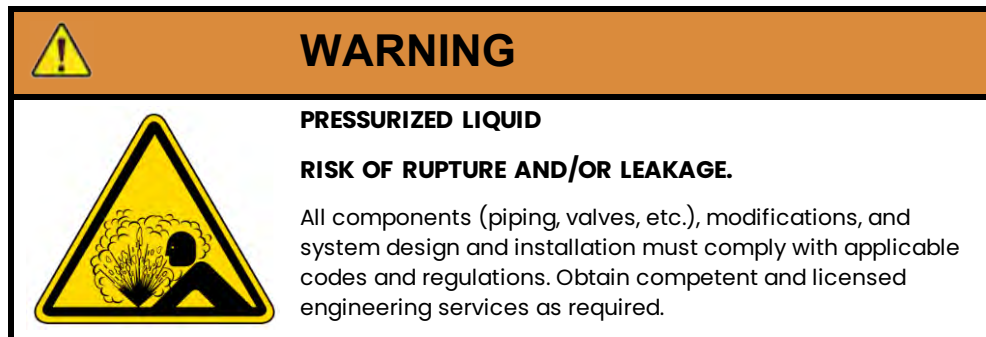 WARNING
PRESSURIZED LIQUID
RISK OF RUPTURE AND/OR LEAKAGE.
All components (piping, valves, etc.), modifications, and
system design and installation must comply with applicable
codes and regulations. Obtain competent and licensed
engineering services as required.